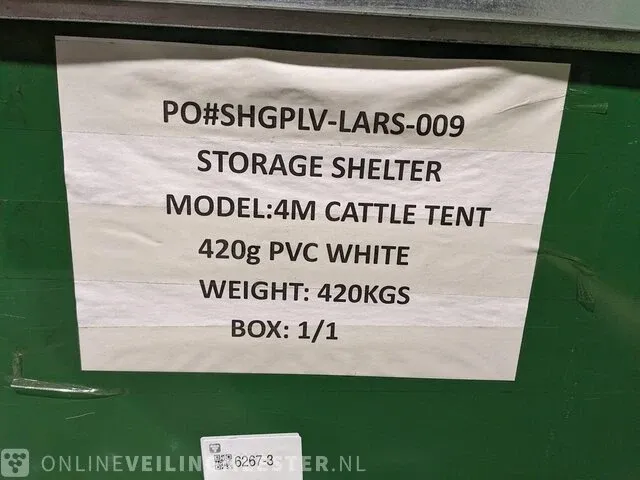 PO#SHGPLV-LARS-009
STORAGE SHELTER
MODEL:4M CATTLE TENT
420g PVC WHITE
WEIGHT: 420KGS
BOX: 1/1
6267-3